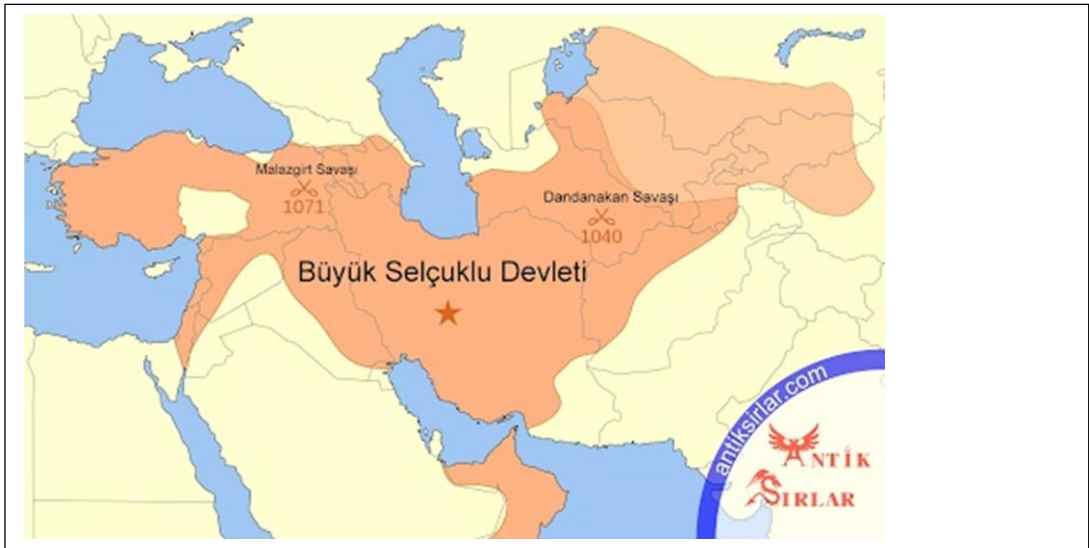 Malazgirt Savaşı
1071
Dandanakan Savaşı
1040
Büyük Selçuklu Devleti
antiksirlar.com
ANTİK
SIRLAR